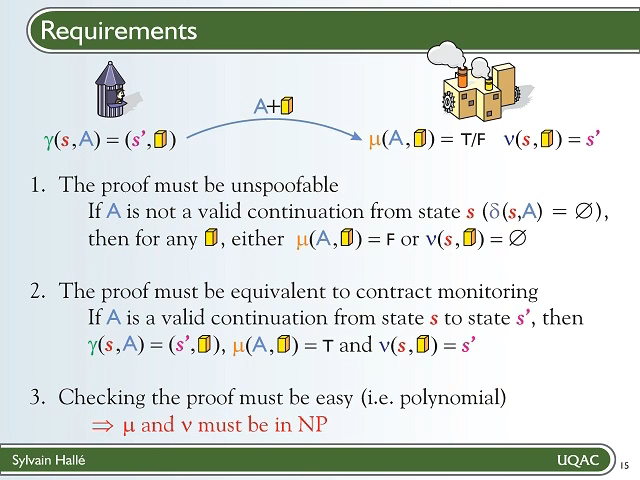 Requirements
A+
γ(s,A) = (s',  )
μ(A,  ) = T/F ν(s,  ) = s'
1. The proof must be unspoofable
If A is not a valid continuation from state s (δ(s,A) = ∅),
then for any  , either μ(A,  ) = F or ν(s,  ) = ∅
2. The proof must be equivalent to contract monitoring
If A is a valid continuation from state s to state s', then
γ(s,A) = (s',  ), μ(A,  ) = T and ν(s,  ) = s'
3. Checking the proof must be easy (i.e. polynomial)
⇒ μ and ν must be in NP
Sylvain Hallé UQAC 15